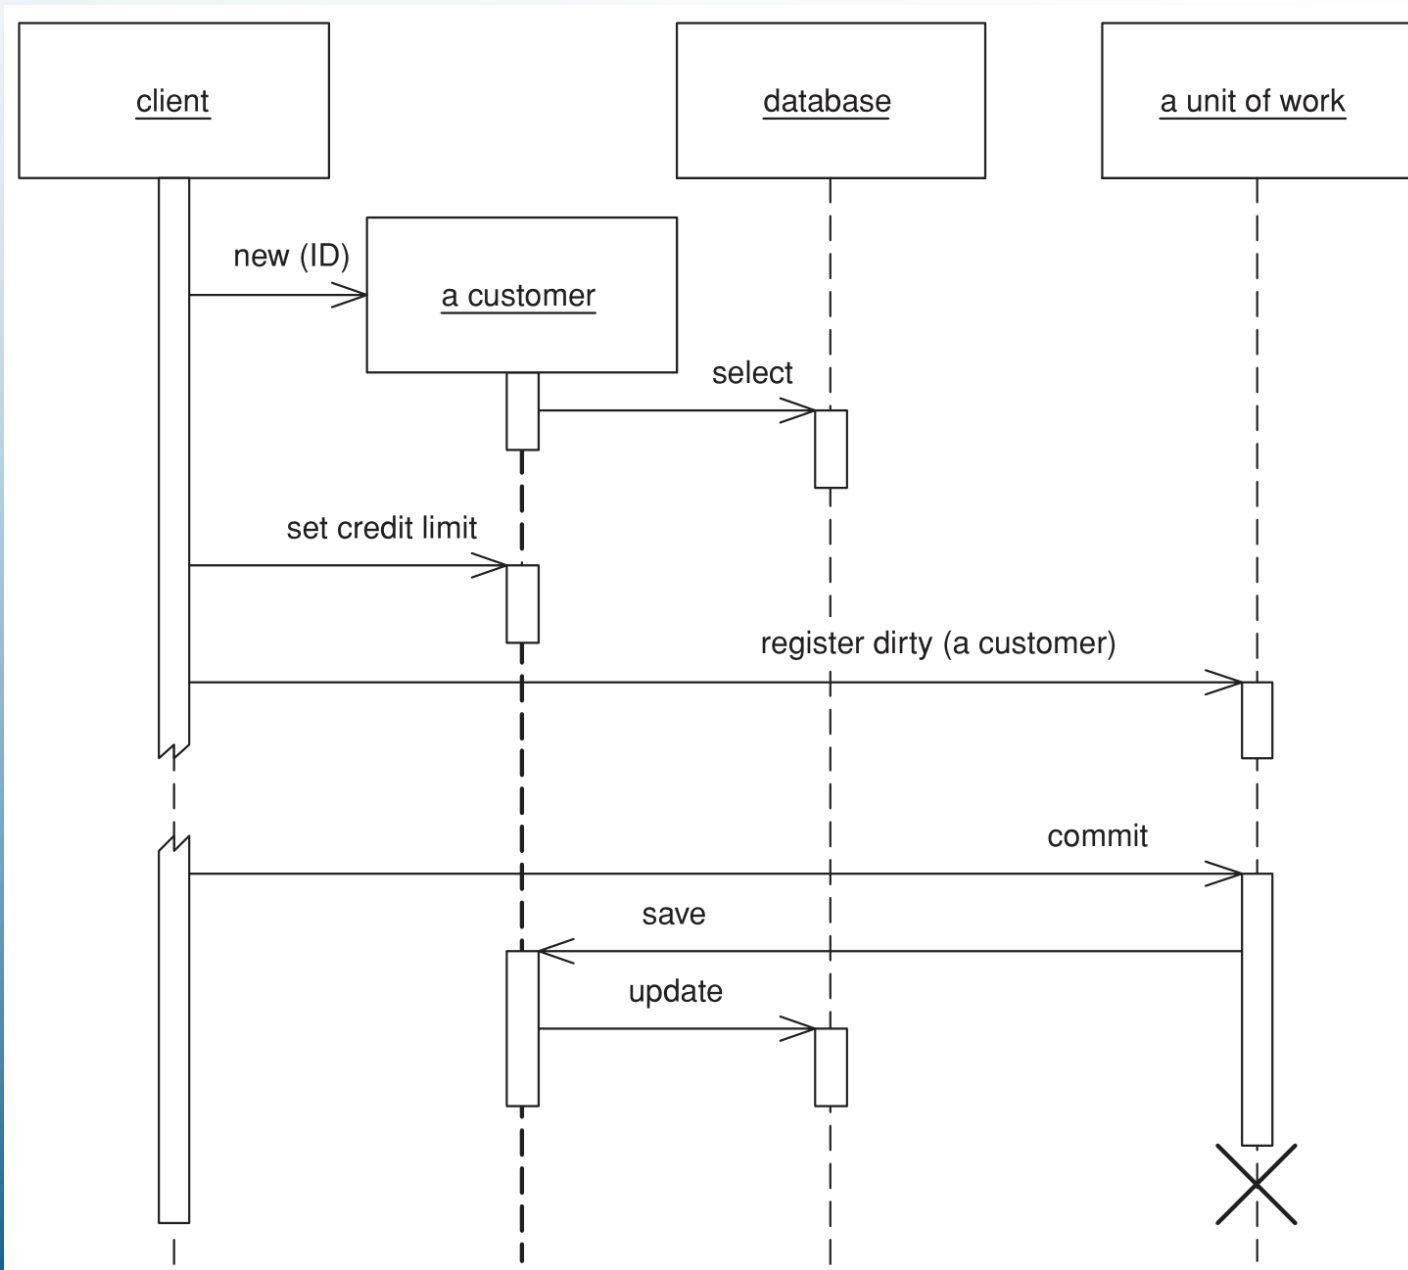 client
database
a unit of work
new (ID)
a customer
select
set credit limit
register dirty (a customer)
commit
save
update